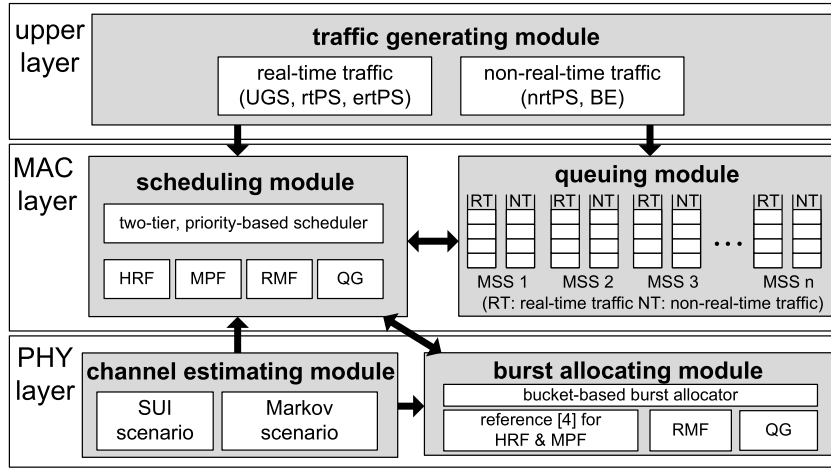 upper
layer
traffic generating module
real-time traffic
(UGS, rtPS, ertPS)
non-real-time traffic
(nrtPS, BE)
MAC
layer
scheduling module
two-tier, priority-based scheduler
HRF
MPF
RMF
QG
queuing module
RT NT RT NT RT NT RT NT
...
MSS 1 MSS 2 MSS 3 MSS n
(RT: real-time traffic NT: non-real-time traffic)
PHY
layer
channel estimating module
SUI
scenario
Markov
scenario
burst allocating module
bucket-based burst allocator
reference [4] for
HRF & MPF
RMF
QG